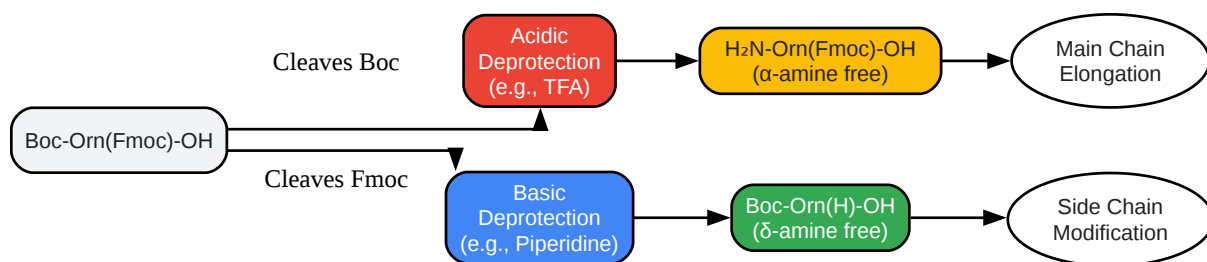 Boc-Orn(Fmoc)-OH
Cleaves Boc
Acidic
Deprotection
(e.g., TFA)
H₂N-Orn(Fmoc)-OH
(α-amine free)
Main Chain
Elongation
Cleaves Fmoc
Basic
Deprotection
(e.g., Piperidine)
Boc-Orn(H)-OH
(δ-amine free)
Side Chain
Modification